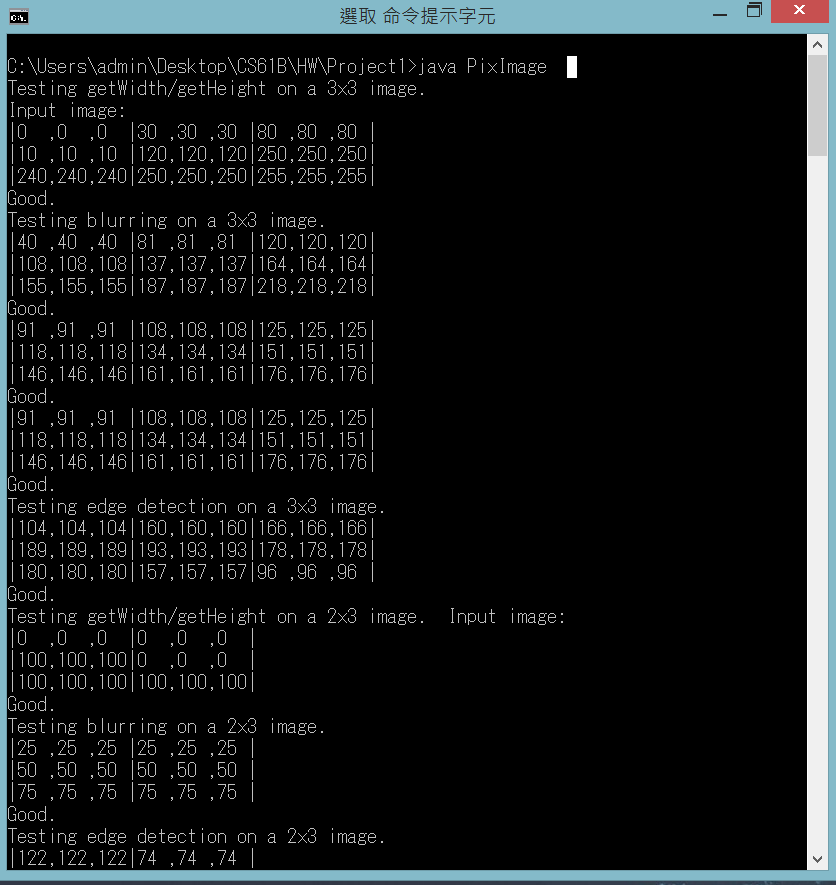 選取 命令提示字元
C:\Users\admin\Desktop\CS61B\HW\Project1>java PixImage
Testing getWidth/getHeight on a 3x3 image.
Input image:
|0  ,0  ,0  |30 ,30 ,30 |80 ,80 ,80 |
|10 ,10 ,10 |120,120,120|250,250,250|
|240,240,240|250,250,250|255,255,255|
Good.
Testing blurring on a 3x3 image.
|40 ,40 ,40 |81 ,81 ,81 |120,120,120|
|108,108,108|137,137,137|164,164,164|
|155,155,155|187,187,187|218,218,218|
Good.
|91 ,91 ,91 |108,108,108|125,125,125|
|118,118,118|134,134,134|151,151,151|
|146,146,146|161,161,161|176,176,176|
Good.
|91 ,91 ,91 |108,108,108|125,125,125|
|118,118,118|134,134,134|151,151,151|
|146,146,146|161,161,161|176,176,176|
Good.
Testing edge detection on a 3x3 image.
|104,104,104|160,160,160|166,166,166|
|189,189,189|193,193,193|178,178,178|
|180,180,180|157,157,157|96 ,96 ,96 |
Good.
Testing getWidth/getHeight on a 2x3 image.  Input image:
|0  ,0  ,0  |0  ,0  ,0  |
|100,100,100|0  ,0  ,0  |
|100,100,100|100,100,100|
Good.
Testing blurring on a 2x3 image.
|25 ,25 ,25 |25 ,25 ,25 |
|50 ,50 ,50 |50 ,50 ,50 |
|75 ,75 ,75 |75 ,75 ,75 |
Good.
Testing edge detection on a 2x3 image.
|122,122,122|74 ,74 ,74 |